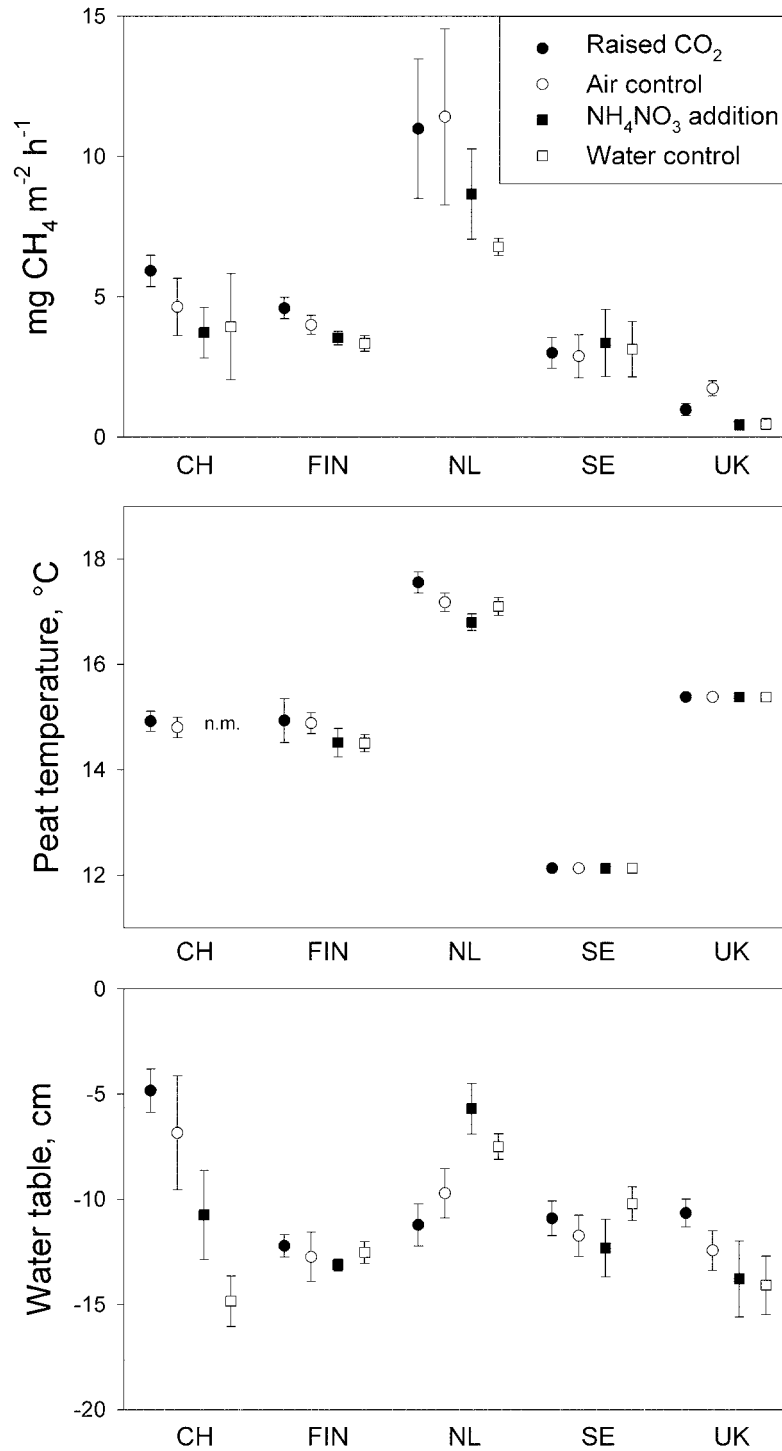 mg CH₄ m⁻² h⁻¹
15
10
5
0
Raised CO₂
Air control
NH₄NO₃ addition
Water control
CH FIN NL SE UK
Peat temperature, °C
18
16
14
12
n.m.
CH FIN NL SE UK
Water table, cm
0
-5
-10
-15
-20
CH FIN NL SE UK